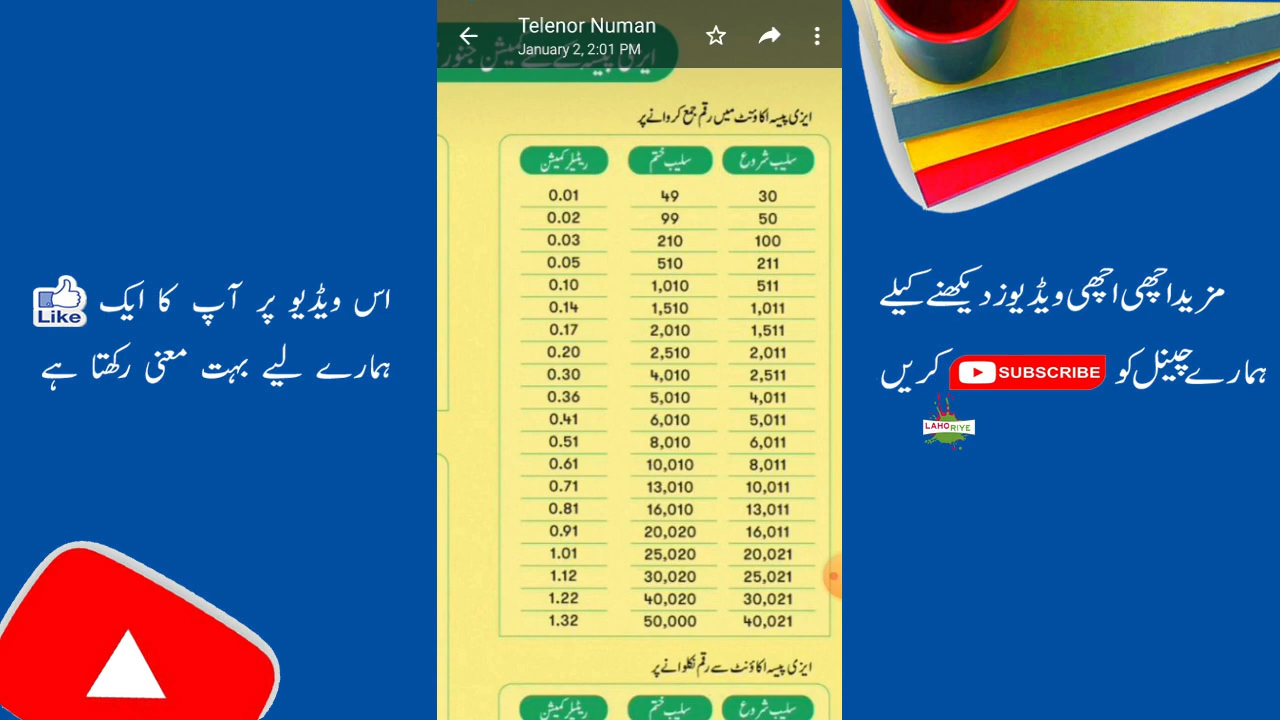 Telenor Numan
January 2, 2:01 PM
ایزی پیسہ اکاؤنٹ میں رقم جمع کروانے پر
سلیب شروع سلیب ختم ریٹیلر کمیشن
30 49 0.01
50 99 0.02
100 210 0.03
211 510 0.05
511 1,010 0.10
1,011 1,510 0.14
1,511 2,010 0.17
2,011 2,510 0.20
2,511 4,010 0.30
4,011 5,010 0.36
5,011 6,010 0.41
6,011 8,010 0.51
8,011 10,010 0.61
10,011 13,010 0.71
13,011 16,010 0.81
16,011 20,020 0.91
20,021 25,020 1.01
25,021 30,020 1.12
30,021 40,020 1.22
40,021 50,000 1.32
ایزی پیسہ اکاؤنٹ سے رقم نکلوانے پر
سلیب شروع سلیب ختم ریٹیلر کمیشن
مزید اچھی اچھی ویڈیوز دیکھنے کیلے
ہمارے چینل کو SUBSCRIBE کریں
LAHORIYE
اس ویڈیو پر آپ کا ایک Like
ہمارے لیے بہت معنی رکھتا ہے